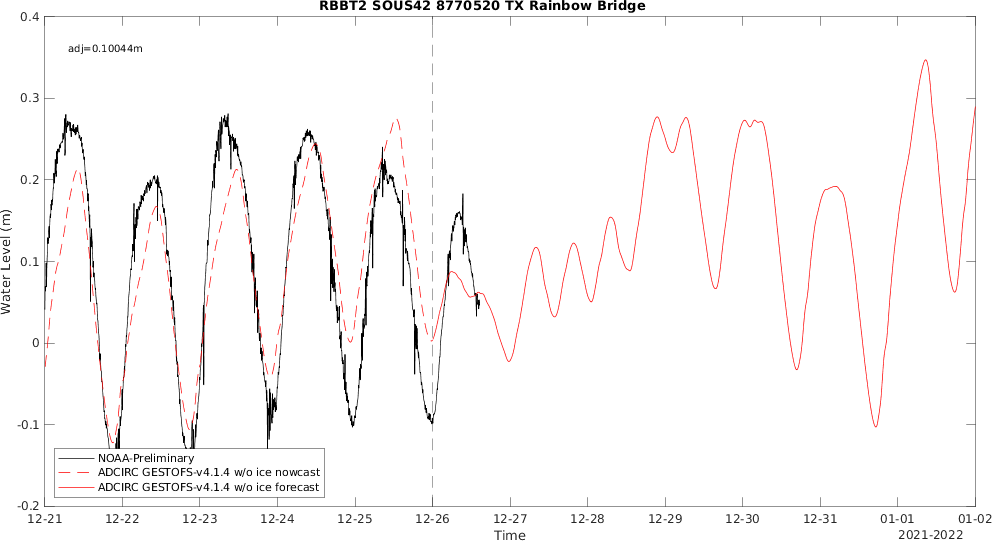 RBBT2 SOUS42 8770520 TX Rainbow Bridge
adj=0.10044m
0.4
0.3
0.2
0.1
0
-0.1
-0.2
Water Level (m)
NOAA-Preliminary
ADCIRC GESTOFS-v4.1.4 w/o ice nowcast
ADCIRC GESTOFS-v4.1.4 w/o ice forecast
12-21 12-22 12-23 12-24 12-25 12-26 12-27 12-28 12-29 12-30 12-31 01-01 01-02
Time
2021-2022